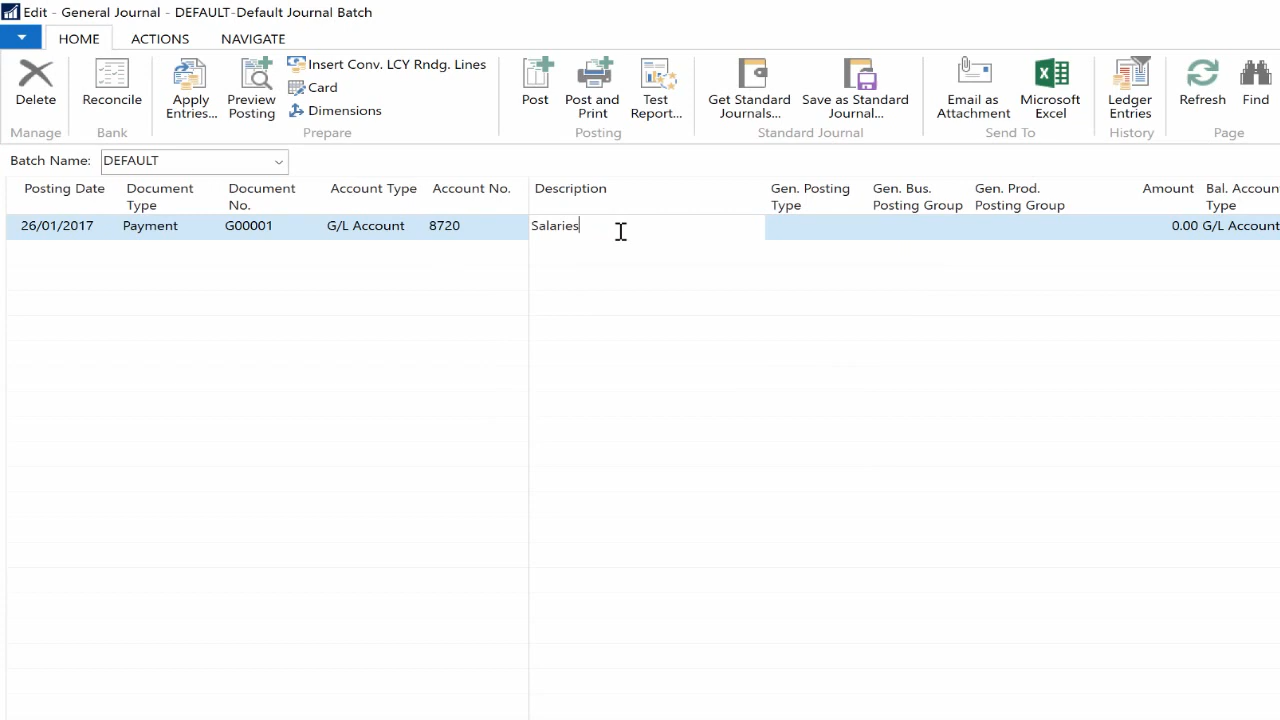 Edit - General Journal - DEFAULT-Default Journal Batch
HOME ACTIONS NAVIGATE
Delete
Manage
Reconcile
Bank
Apply
Entries...
Preview
Posting
Insert Conv. LCY Rndg. Lines
Card
Dimensions
Prepare
Post
Post and
Print
Test
Report...
Posting
Get Standard
Journals...
Save as Standard
Journal...
Standard Journal
Email as
Attachment
Microsoft
Excel
Send To
Ledger
Entries
History
Refresh
Find
Page
Batch Name: DEFAULT
Posting Date
Document
Type
Document
No.
Account Type
Account No.
Description
Gen. Posting
Type
Gen. Bus.
Posting Group
Gen. Prod.
Posting Group
Amount
Bal. Account
Type
26/01/2017 Payment G00001 G/L Account 8720 Salaries 0.00 G/L Account